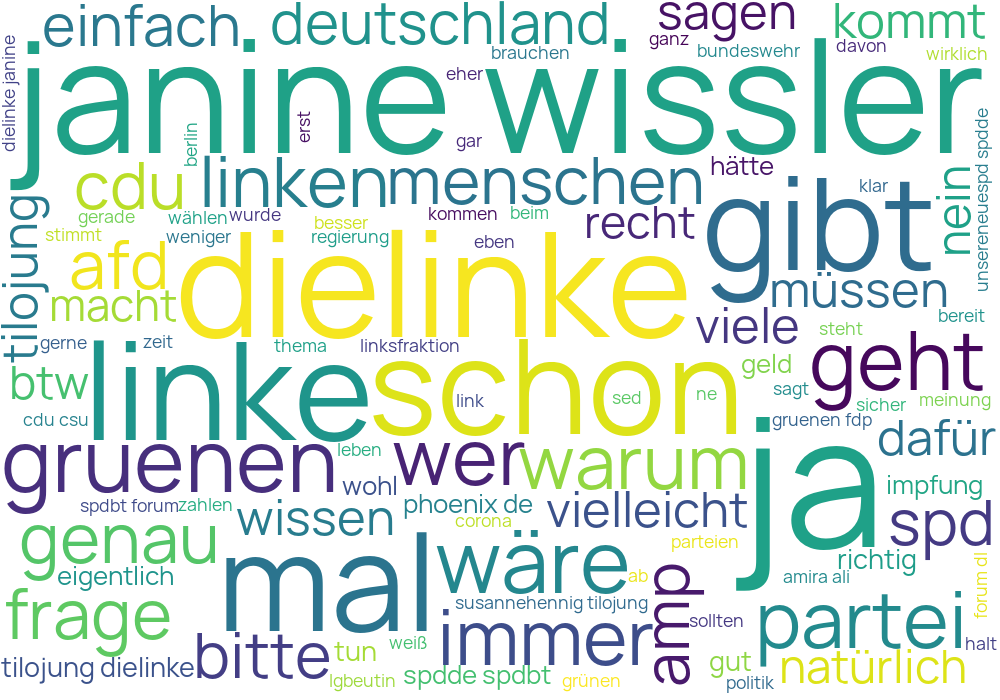 einfach deutschland sagen kommt
ganz brauchen bundeswehr davon wirklich
dielinke janine
janine wissler
eher
berlin erst gar
cdu linken menschen hätte
klar
unsereneuespd spdde
tilojung gerade wählen wurde besser kommen beim recht gibt nein
stimmt weniger regierung eben
afd dielinke müssen
macht viele bereit
gerne zeit thema linksfraktion steht
btw linke schon geld geht
link sed ne sagt sicher meinung
cdu csu gruenen fdp
gruenen leben wer warum ja dafür
wohl impfung
spdbt forum zahlen wissen phoenix de vielleicht spd
corona
genau mal wäre parteien richtig
eigentlich ab amp amira ali forum dl
frage susannehennig tilojung sollten partei
bitte tun weiß immer halt
tilojung dielinke gut natürlich
lgbeutin spdde spdbt grünen politik